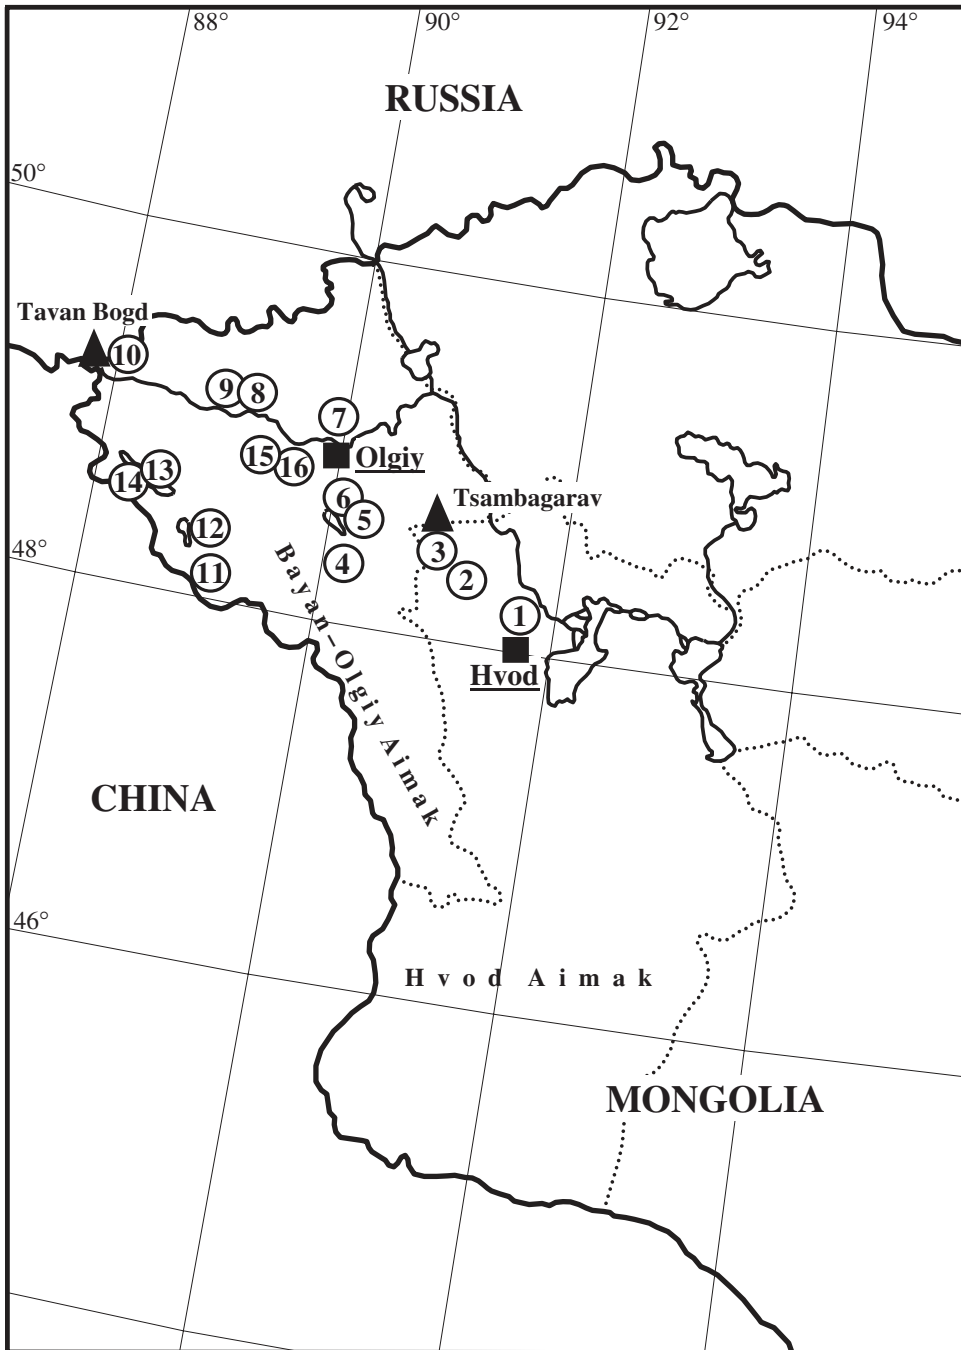 88°
90°
92°
94°
RUSSIA
50°
Tavan Bogd
10
9
8
7
15
16
Olgiy
13
14
6
5
Tsambagarav
12
3
4
48°
11
2
1
Hvod
Bayan–Olgiy Aimak
CHINA
46°
Hvod Aimak
MONGOLIA